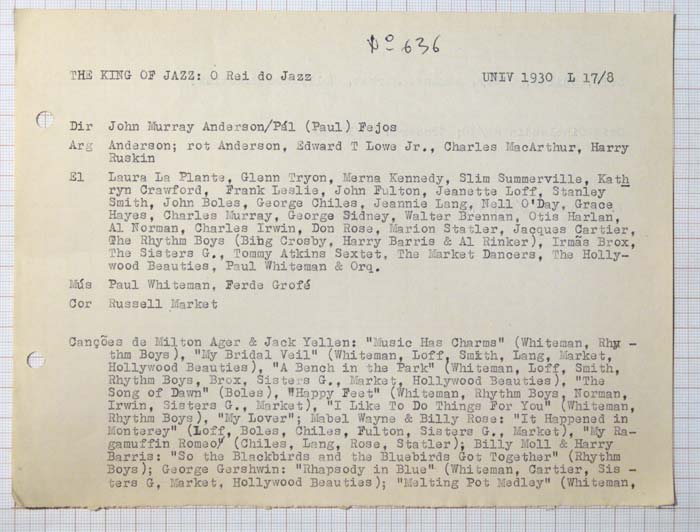 Nº 636
THE KING OF JAZZ: O Rei do Jazz UNIV 1930 L 17/8
Dir John Murray Anderson/Pál (Paul) Fejos
Arg Anderson; rot Anderson, Edward T Lowe Jr., Charles MacArthur, Harry
Ruskin
El Laura La Plante, Glenn Tryon, Merna Kennedy, Slim Summerville, Kath
ryn Crawford, Frank Leslie, John Fulton, Jeanette Loff, Stanley
Smith, John Boles, George Chiles, Jeannie Lang, Nell O'Day, Grace
Hayes, Charles Murray, George Sidney, Walter Brennan, Otis Harlan,
Al Norman, Charles Irwin, Don Rose, Marion Statler, Jacques Cartier,
The Rhythm Boys (Bing Crosby, Harry Barris & Al Rinker), Irmãs Brox,
The Sisters G., Tommy Atkins Sextet, The Market Dancers, The Holly-
wood Beauties, Paul Whiteman & Orq.
Mús Paul Whiteman, Ferde Grofé
Cor Russell Market
Canções de Milton Ager & Jack Yellen: "Music Has Charms" (Whiteman, Rhy -
thm Boys), "My Bridal Veil" (Whiteman, Loff, Smith, Lang, Market,
Hollywood Beauties), "A Bench in the Park" (Whiteman, Loff, Smith,
Rhythm Boys, Brox, Sisters G., Market, Hollywood Beauties), "The
Song of Dawn" (Boles), "Happy Feet" (Whiteman, Rhythm Boys, Norman,
Irwin, Sisters G., Market), "I Like To Do Things For You" (Whiteman,
Rhythm Boys), "My Lover"; Mabel Wayne & Billy Rose: "It Happened in
Monterey" (Loff, Boles, Chiles, Fulton, Sisters G., Market), "My Ra-
gamuffin Romeo" (Chiles, Lang, Rose, Statler); Billy Moll & Harry
Barris: "So the Blackbirds and the Bluebirds Got Together" (Rhythm
Boys); George Gershwin: "Rhapsody in Blue" (Whiteman, Cartier, Sis -
ters G, Market, Hollywood Beauties); "Melting Pot Medley" (Whiteman,